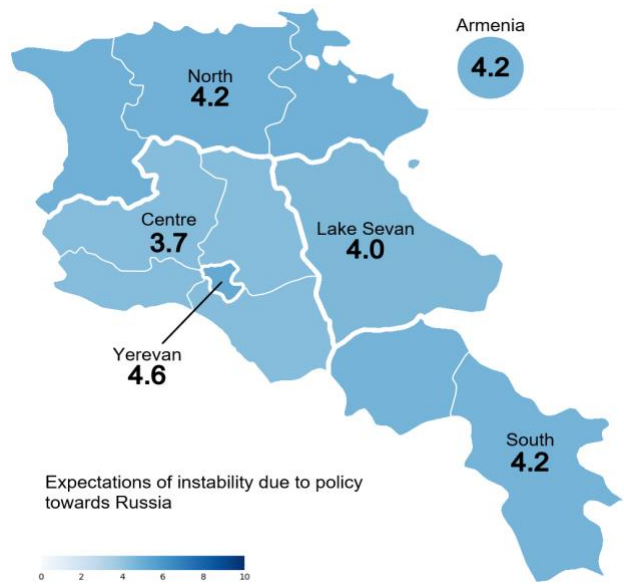 Armenia
4.2
North
4.2
Centre
3.7
Lake Sevan
4.0
Yerevan
4.6
South
4.2
Expectations of instability due to policy
towards Russia
0 2 4 6 8 10